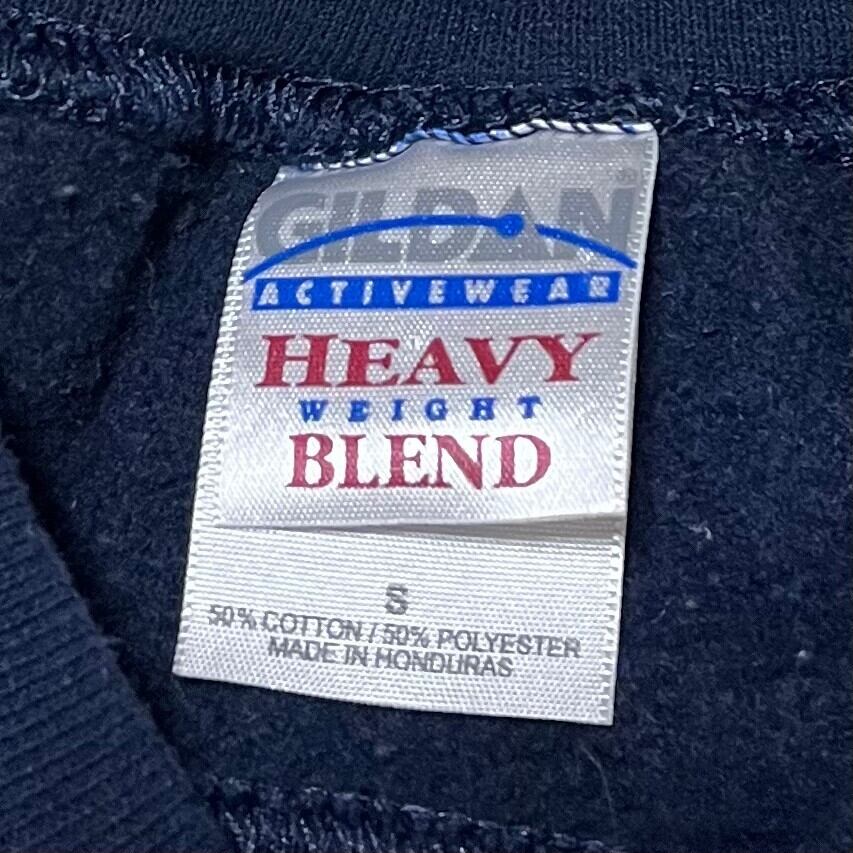 GILDAN®
ACTIVEWEAR
HEAVY
WEIGHT
BLEND
S
50% COTTON / 50% POLYESTER
MADE IN HONDURAS